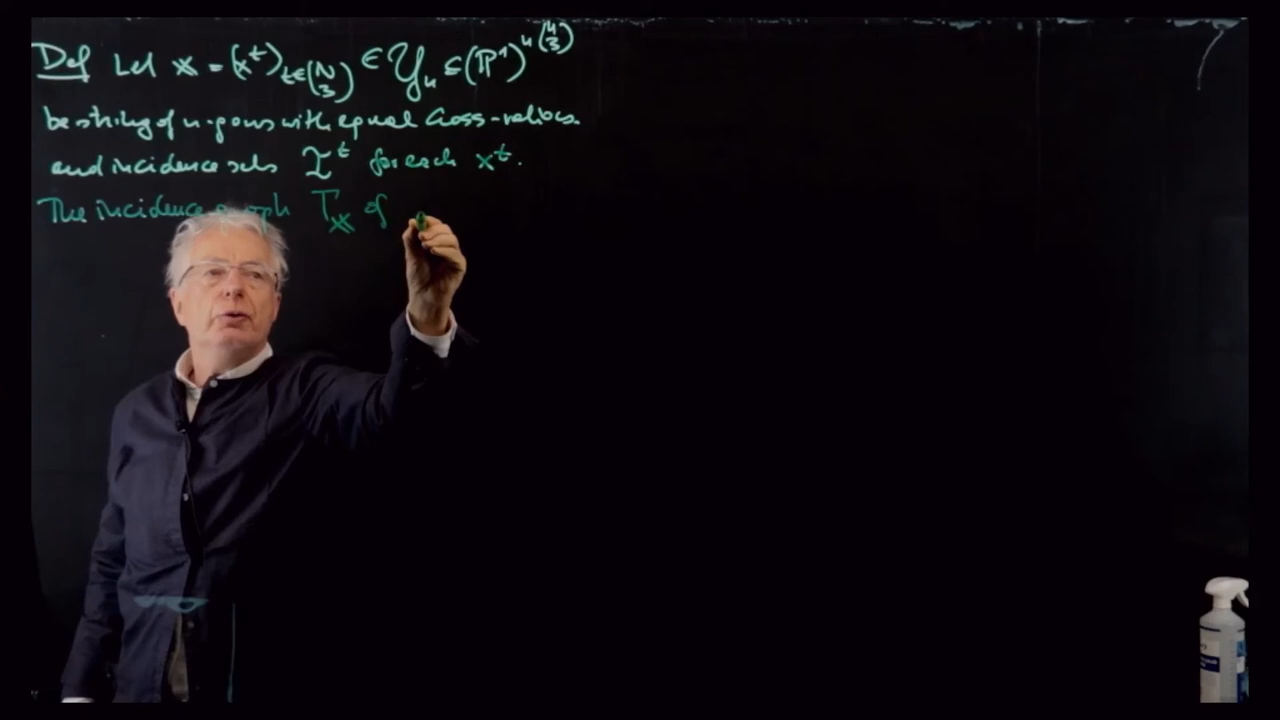 Def Let 𝕏 = (x^t)_{t∈(N 3)} ∈ 𝒴_n ⊆ (ℙ^1)^{n(n 3)}
be string of n-gons with equal cross-ratios.
and incidence sets I^t for each x^t.
The incidence graph T_𝕏 of